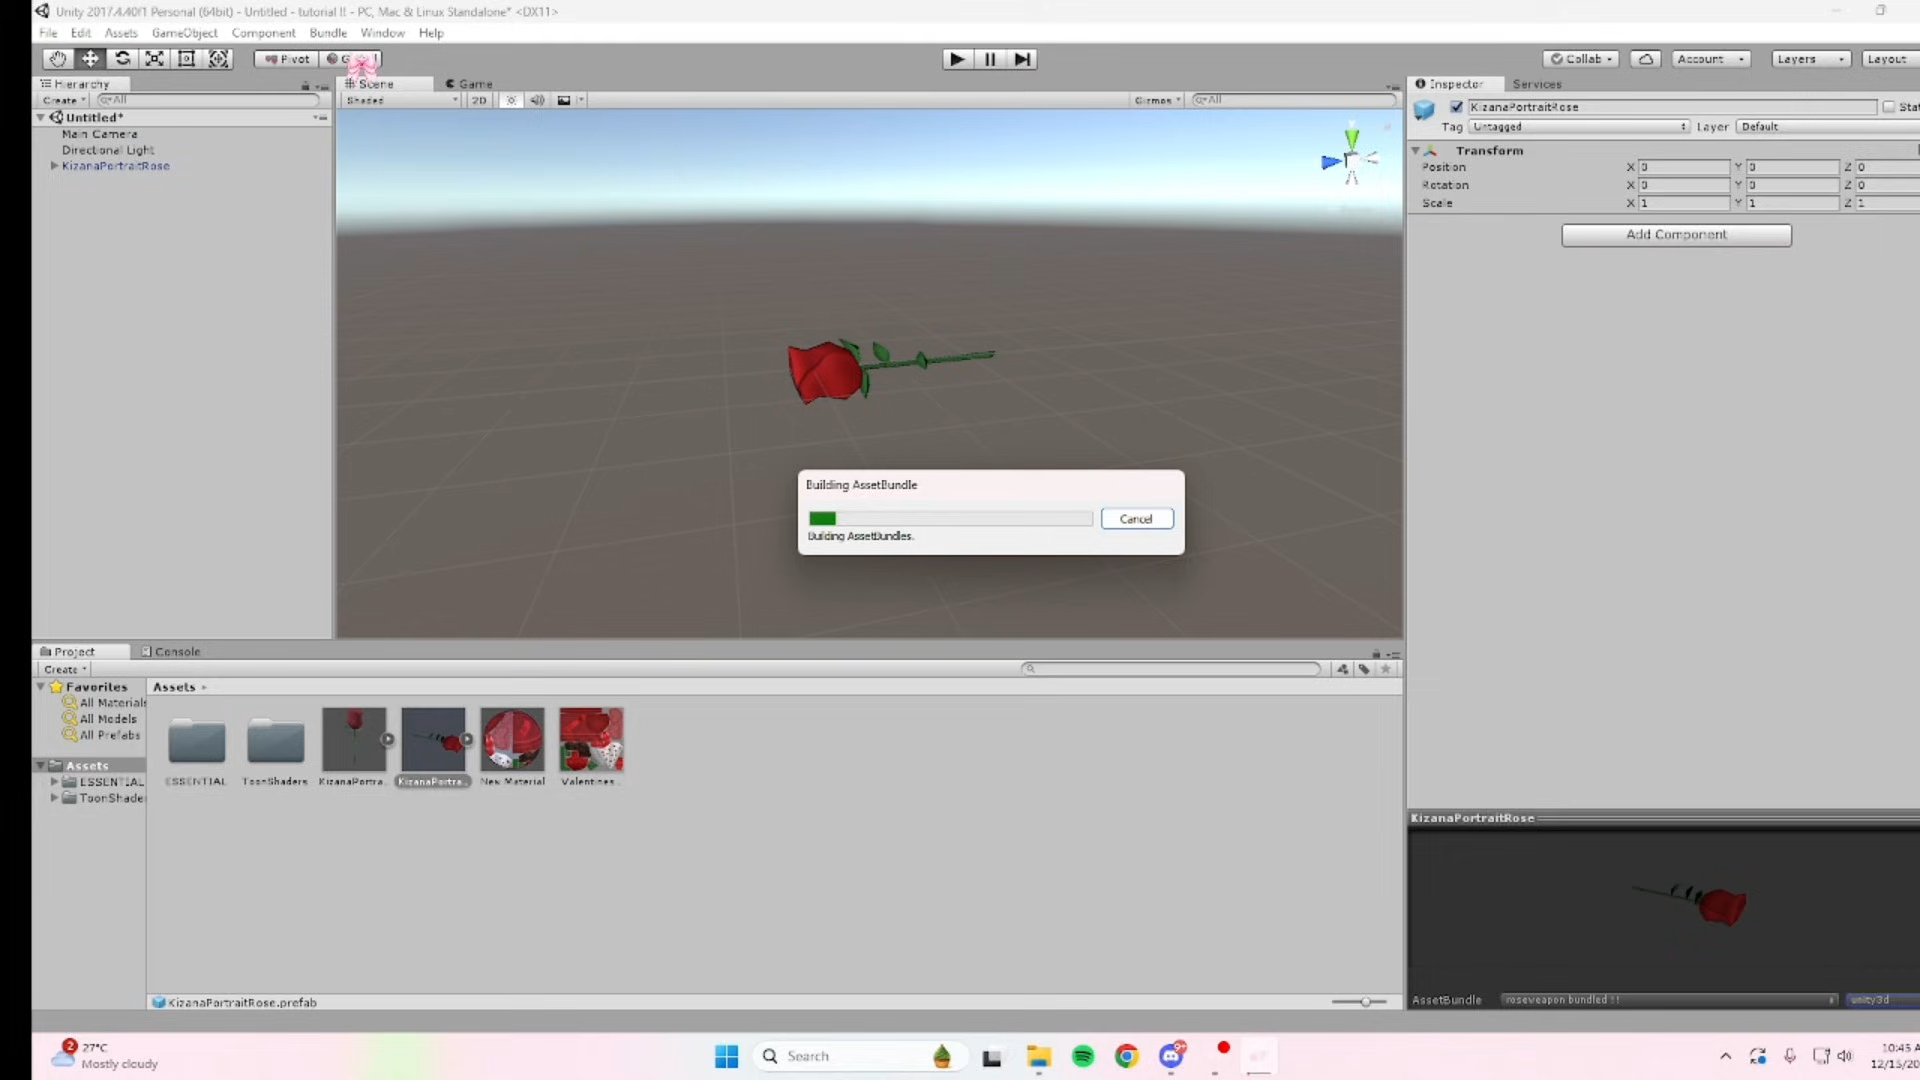 Unity 2017.4.40f1 Personal (64bit) - Untitled - tutorial !! - PC, Mac & Linux Standalone* <DX11>
File Edit Assets GameObject Component Bundle Window Help
Pivot Collab Account Layers Layout
Hierarchy Scene Game Inspector Services
Create All Shaded 2D Gizmos All
KizanaPortraitRose
Untitled*
Tag Untagged Layer Default
Main Camera
Directional Light
KizanaPortraitRose
Transform
Position X 0 Y 0 Z 0
Rotation X 0 Y 0 Z 0
Scale X 1 Y 1 Z 1
Add Component
Building AssetBundle
Cancel
Building AssetBundles.
Project Console
Create
Favorites Assets
All Materials
All Models
All Prefabs
Assets
ESSENTIAL
ToonShade
ESSENTIAL ToonShaders KizanaPortra... KizanaPortra... New Material Valentines...
KizanaPortraitRose
AssetBundle roseweapon bundled !! unity3d
KizanaPortraitRose.prefab
2 27°C
Mostly cloudy
Search
9+
10:45 A
12/15/20